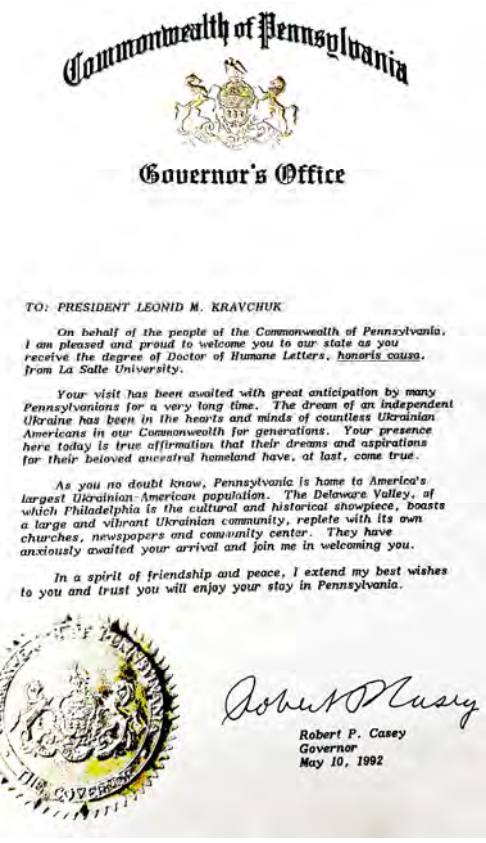 Commonwealth of Pennsylvania
Governor's Office
TO: PRESIDENT LEONID M. KRAVCHUK
On behalf of the people of the Commonwealth of Pennsylvania,
I am pleased and proud to welcome you to our state as you
receive the degree of Doctor of Humane Letters, honoris causa,
from La Salle University.
Your visit has been awaited with great anticipation by many
Pennsylvanians for a very long time. The dream of an independent
Ukraine has been in the hearts and minds of countless Ukrainian
Americans in our Commonwealth for generations. Your presence
here today is true affirmation that their dreams and aspirations
for their beloved ancestral homeland have, at last, come true.
As you no doubt know, Pennsylvania is home to America's
largest Ukrainian-American population. The Delaware Valley, of
which Philadelphia is the cultural and historical showpiece, boasts
a large and vibrant Ukrainian community, replete with its own
churches, newspapers and community center. They have
anxiously awaited your arrival and join me in welcoming you.
In a spirit of friendship and peace, I extend my best wishes
to you and trust you will enjoy your stay in Pennsylvania.
Robert P Casey
Robert P. Casey
Governor
May 10, 1992
PENNSYLVANIA
THE GOVERNOR